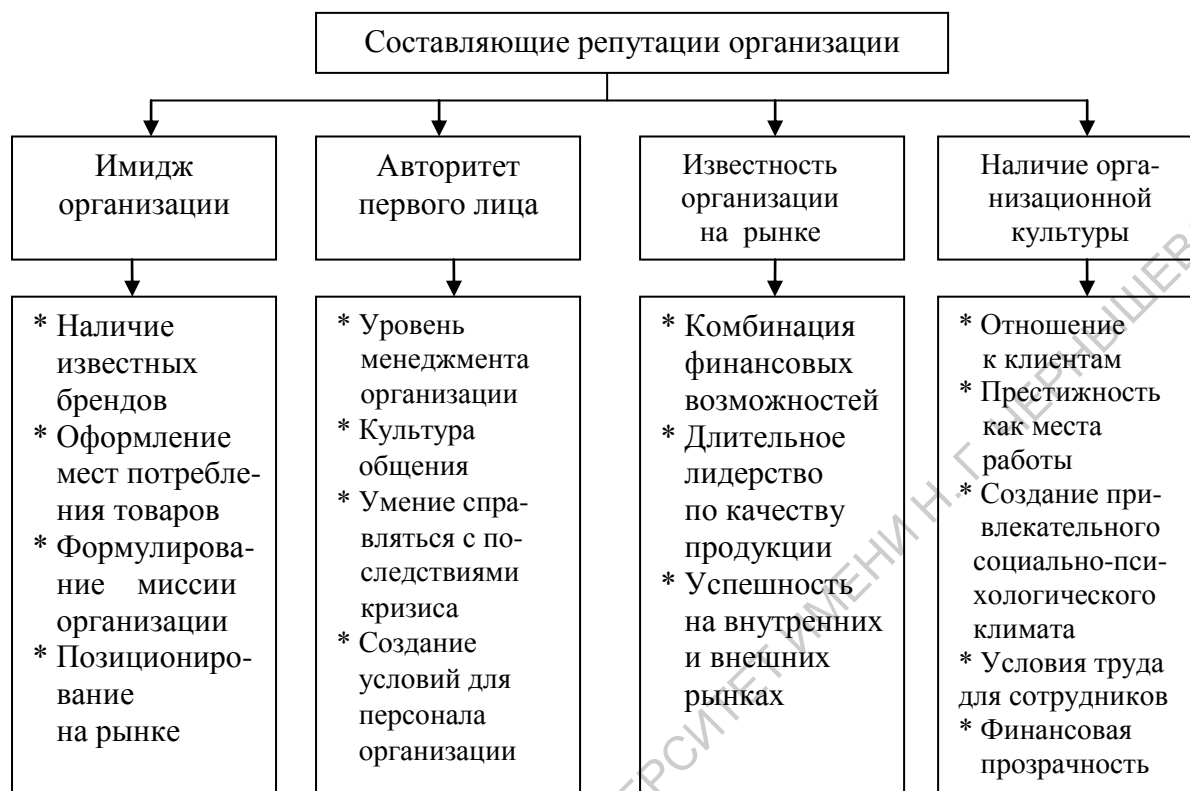 Составляющие репутации организации
Имидж
организации
Авторитет
первого лица
Известность
организации
на рынке
Наличие орга-
низационной
культуры
* Наличие
известных
брендов
* Оформление
мест потребле-
ния товаров
* Формулирова-
ние миссии
организации
* Позициониро-
вание
на рынке
* Уровень
менеджмента
организации
* Культура
общения
* Умение спра-
вляться с по-
следствиями
кризиса
* Создание
условий для
персонала
организации
* Комбинация
финансовых
возможностей
* Длительное
лидерство
по качеству
продукции
* Успешность
на внутренних
и внешних
рынках
* Отношение
к клиентам
* Престижность
как места
работы
* Создание при-
влекательного
социально-пси-
хологического
климата
* Условия труда
для сотрудников
* Финансовая
прозрачность
ИМЕНИ Н. Г.